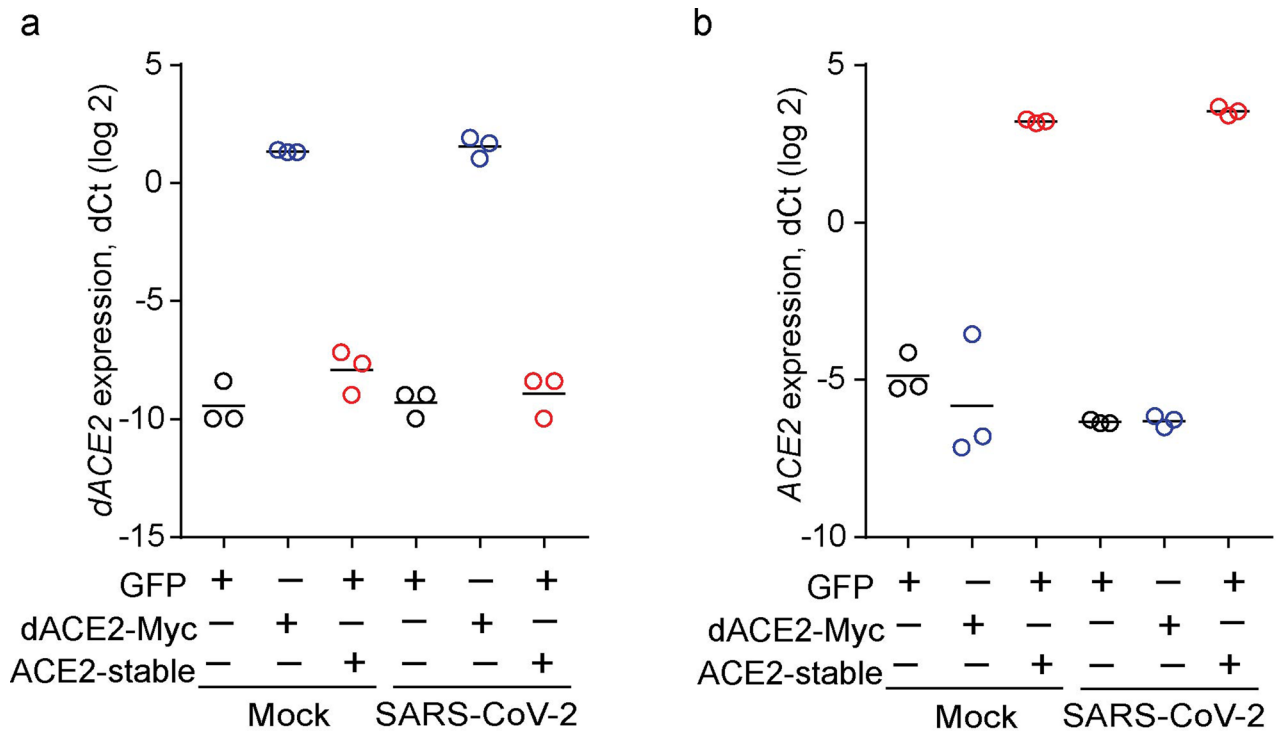 a
5
0
-5
-10
-15
dACE2 expression, dCt (log 2)
GFP + – + + – +
dACE2-Myc – + – – + –
ACE2-stable – – + – – +
Mock SARS-CoV-2
b
5
0
-5
-10
ACE2 expression, dCt (log 2)
GFP + – + + – +
dACE2-Myc – + – – + –
ACE2-stable – – + – – +
Mock SARS-CoV-2